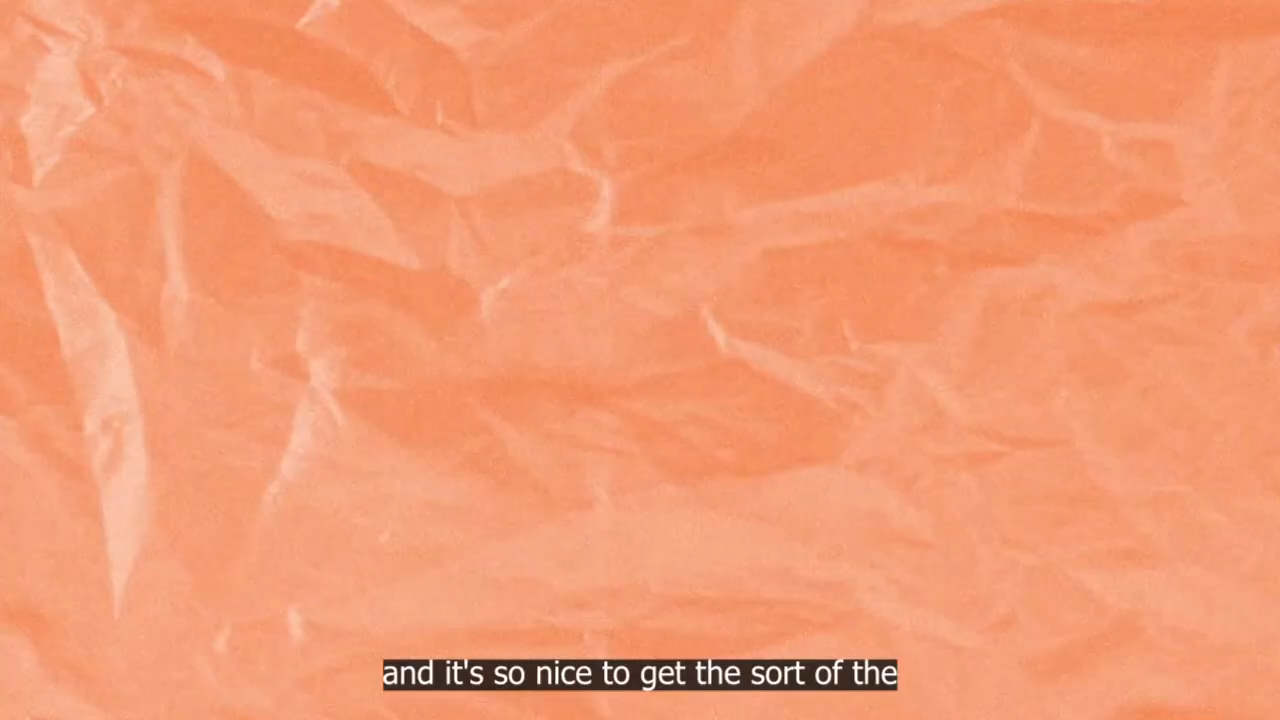 and it's so nice to get the sort of the